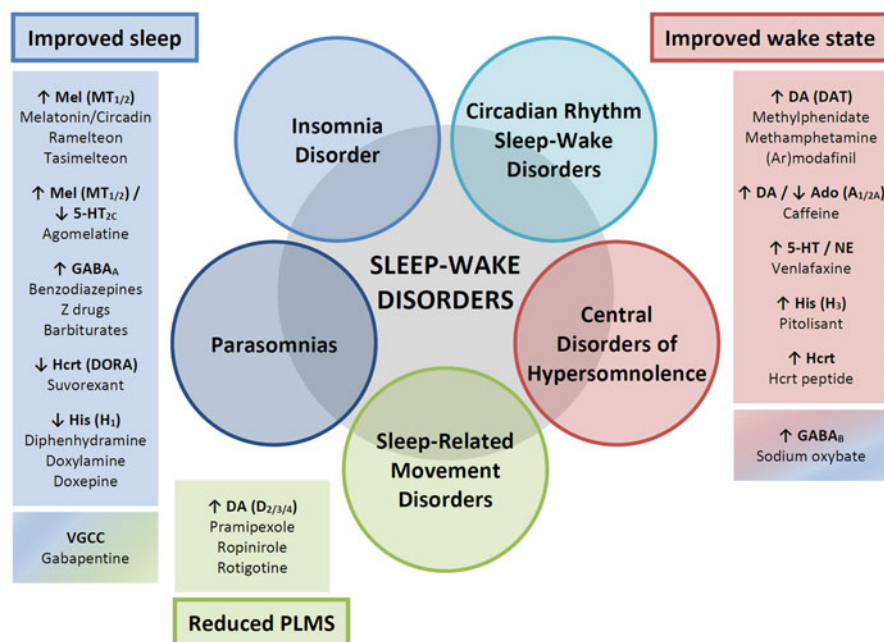 Improved sleep
↑ Mel (MT1/2)
Melatonin/Circadin
Ramelteon
Tasimelteon
↑ Mel (MT1/2) /
↓ 5-HT2C
Agomelatine
↑ GABAA
Benzodiazepines
Z drugs
Barbiturates
↓ Hcrt (DORA)
Suvorexant
↓ His (H1)
Diphenhydramine
Doxylamine
Doxepine
VGCC
Gabapentine
Insomnia
Disorder
Circadian Rhythm
Sleep-Wake
Disorders
SLEEP-WAKE
DISORDERS
Parasomnias
Central
Disorders of
Hypersomnolence
Sleep-Related
Movement
Disorders
↑ DA (D2/3/4)
Pramipexole
Ropinirole
Rotigotine
Reduced PLMS
Improved wake state
↑ DA (DAT)
Methylphenidate
Methamphetamine
(Ar)modafinil
↑ DA / ↓ Ado (A1/2A)
Caffeine
↑ 5-HT / NE
Venlafaxine
↑ His (H3)
Pitolisant
↑ Hcrt
Hcrt peptide
↑ GABAB
Sodium oxybate